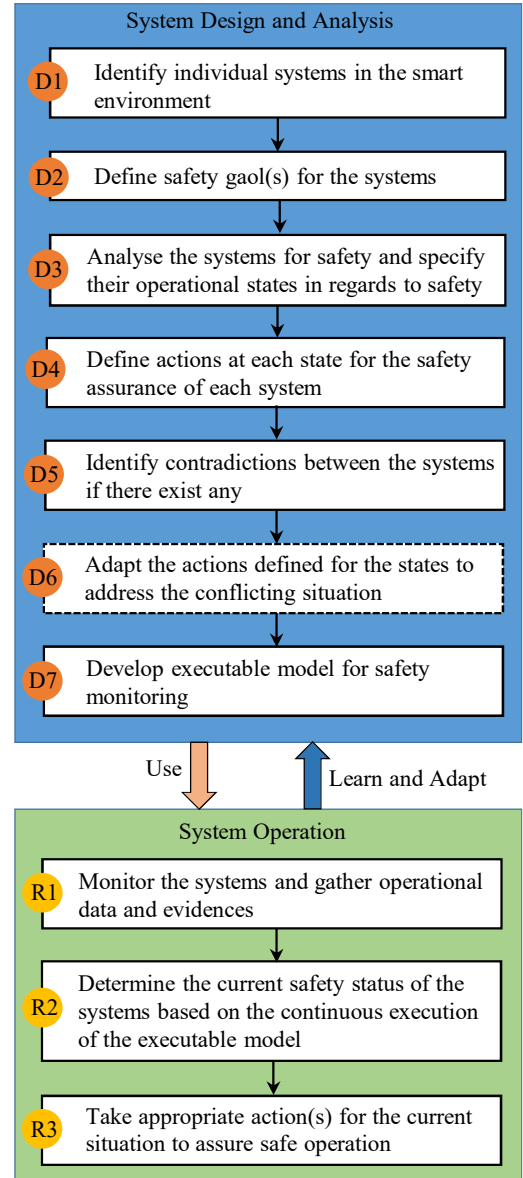 System Design and Analysis
D1
Identify individual systems in the smart
environment
D2
Define safety gaol(s) for the systems
D3
Analyse the systems for safety and specify
their operational states in regards to safety
D4
Define actions at each state for the safety
assurance of each system
D5
Identify contradictions between the systems
if there exist any
D6
Adapt the actions defined for the states to
address the conflicting situation
D7
Develop executable model for safety
monitoring
Use
Learn and Adapt
System Operation
R1
Monitor the systems and gather operational
data and evidences
R2
Determine the current safety status of the
systems based on the continuous execution
of the executable model
R3
Take appropriate action(s) for the current
situation to assure safe operation